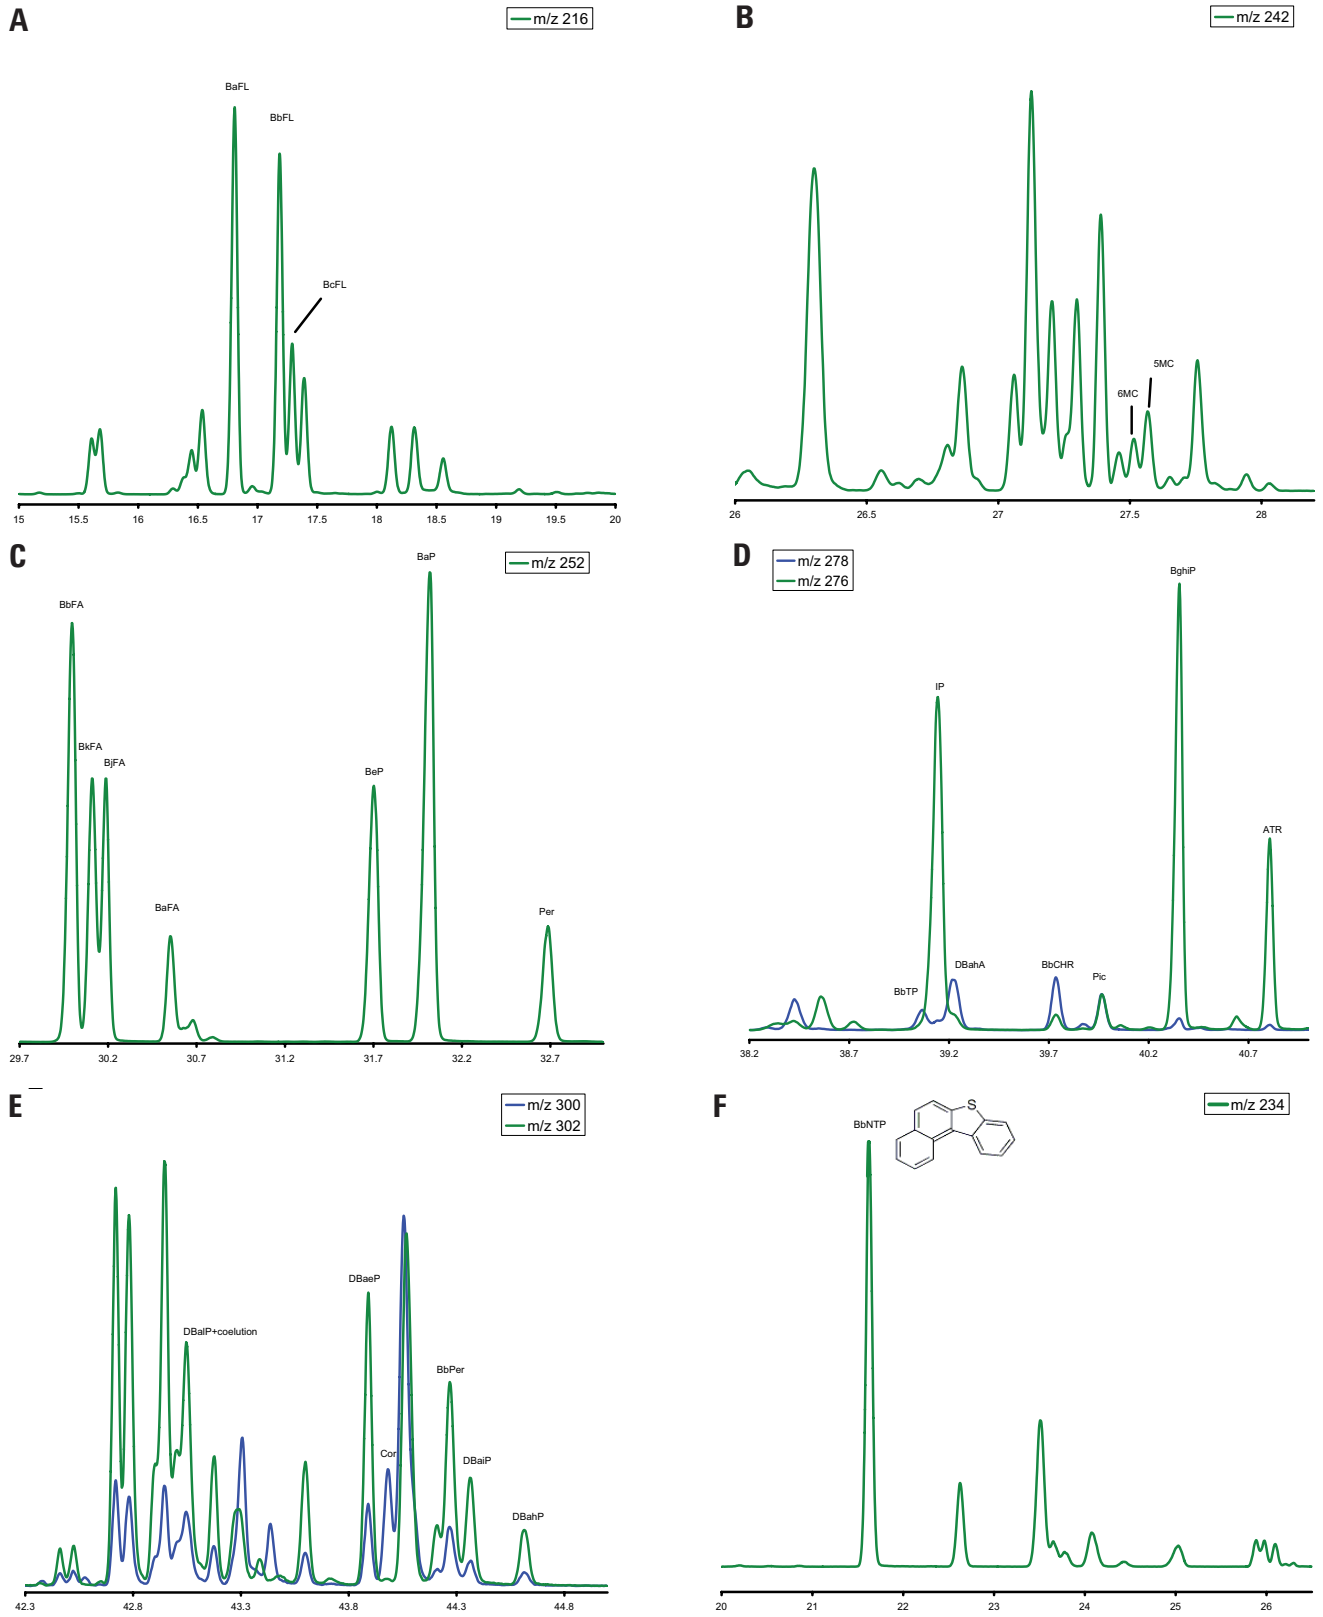 A
m/z 216
BaFL
BbFL
BcFL
15 15.5 16 16.5 17 17.5 18 18.5 19 19.5 20
B
m/z 242
6MC
5MC
26 26.5 27 27.5 28
C
m/z 252
BbFA
BkFA
BjFA
BaFA
BeP
BaP
Per
29.7 30.2 30.7 31.2 31.7 32.2 32.7
D
m/z 278
m/z 276
BghiP
IP
ATR
DBahA
BbTP
BbCHR
Pic
38.2 38.7 39.2 39.7 40.2 40.7
E
m/z 300
m/z 302
DBalP+coelution
DBaeP
Cor
BbPer
DBaiP
DBahP
42.3 42.8 43.3 43.8 44.3 44.8
F
m/z 234
BbNTP
S
20 21 22 23 24 25 26